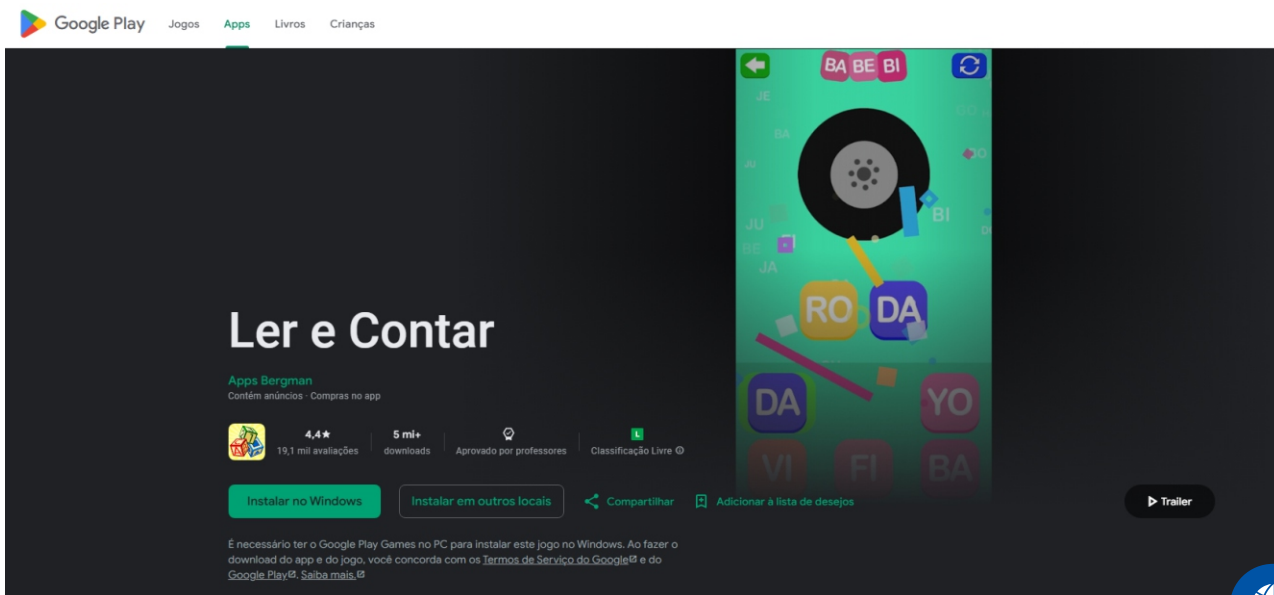 Google Play Jogos Apps Livros Crianças
BA BE BI
JE
BA
JU
BI
BE
JA
RO DA
DA YO
VI FI BA
Ler e Contar
Apps Bergman
Contém anúncios · Compras no app
4,4★ 5 mi+ L
19,1 mil avaliações downloads Aprovado por professores Classificação Livre
Instalar no Windows Instalar em outros locais Compartilhar Adicionar à lista de desejos Trailer
É necessário ter o Google Play Games no PC para instalar este jogo no Windows. Ao fazer o
download do app e do jogo, você concorda com os Termos de Serviço do Google e do
Google Play. Saiba mais.